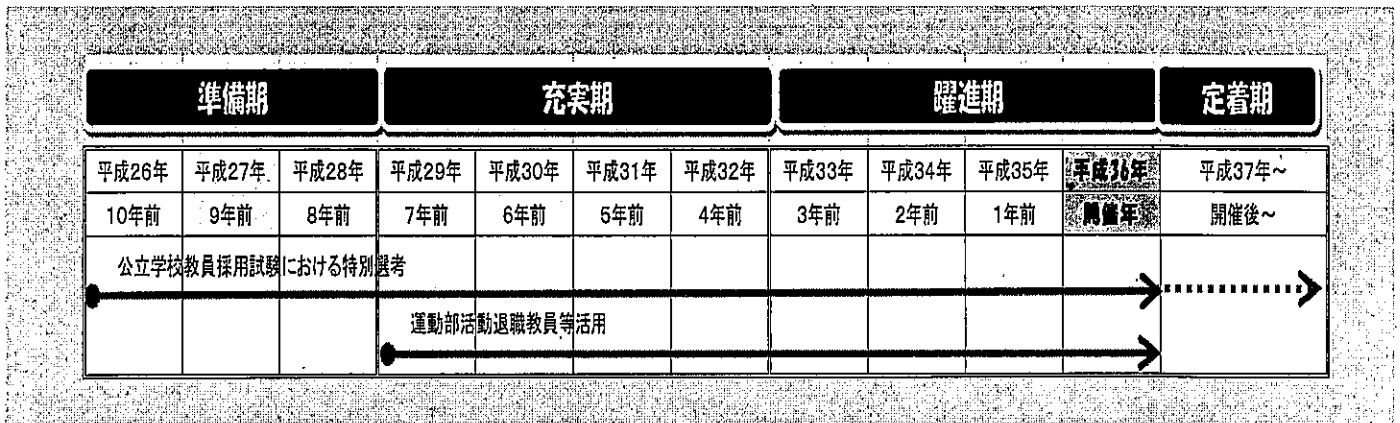 準備期 充実期 躍進期 定着期
平成26年 平成27年 平成28年 平成29年 平成30年 平成31年 平成32年 平成33年 平成34年 平成35年 平成36年 平成37年~
10年前 9年前 8年前 7年前 6年前 5年前 4年前 3年前 2年前 1年前 開催年 開催後~
公立学校教員採用試験における特別選考
運動部活動退職教員等活用